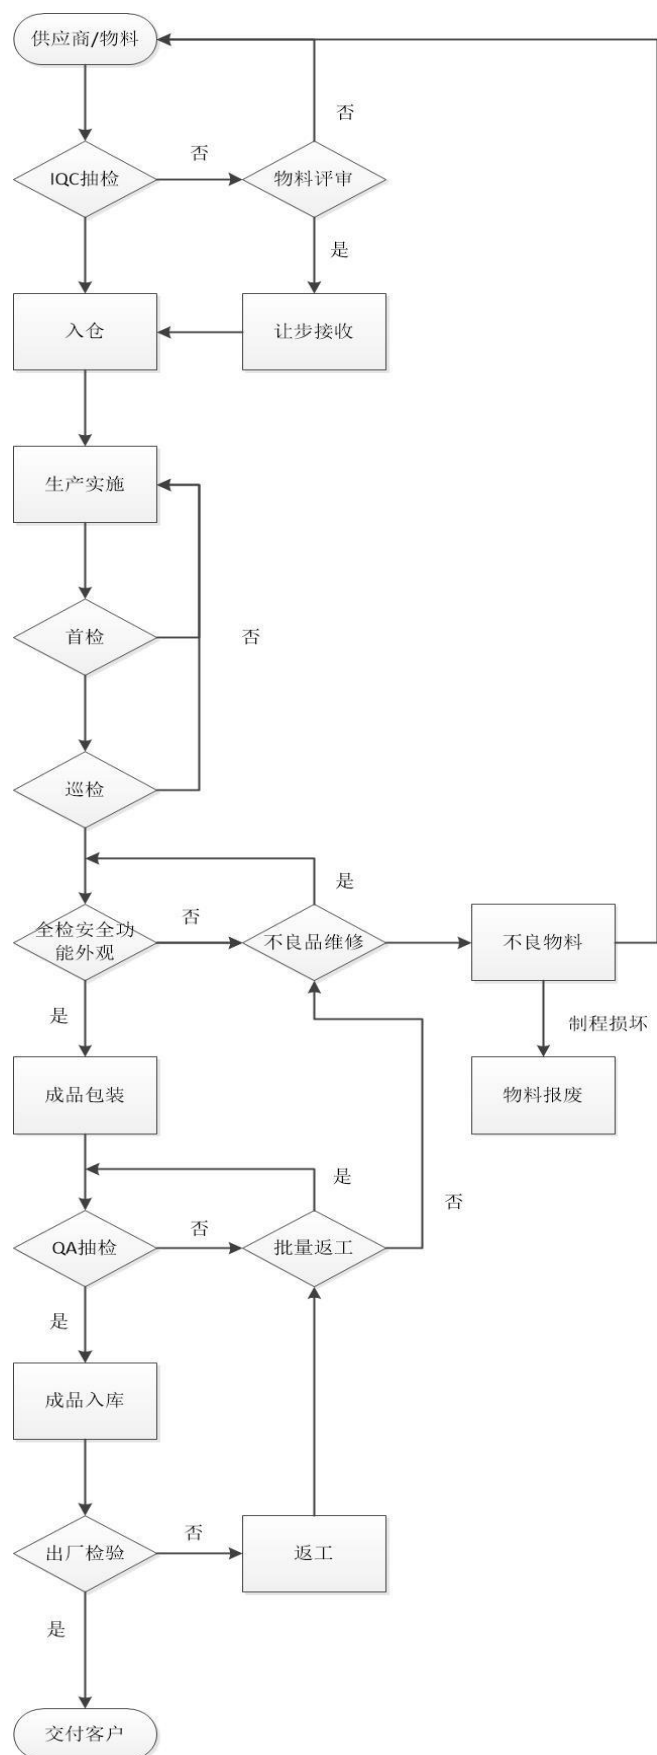 供应商/物料
否
否
IQC抽检
物料评审
是
入仓
让步接收
生产实施
首检
否
巡检
是
全检安全功
能外观
否
不良品维修
不良物料
是
制程损坏
成品包装
物料报废
是
否
QA抽检
否
批量返工
是
成品入库
出厂检验
否
返工
是
交付客户